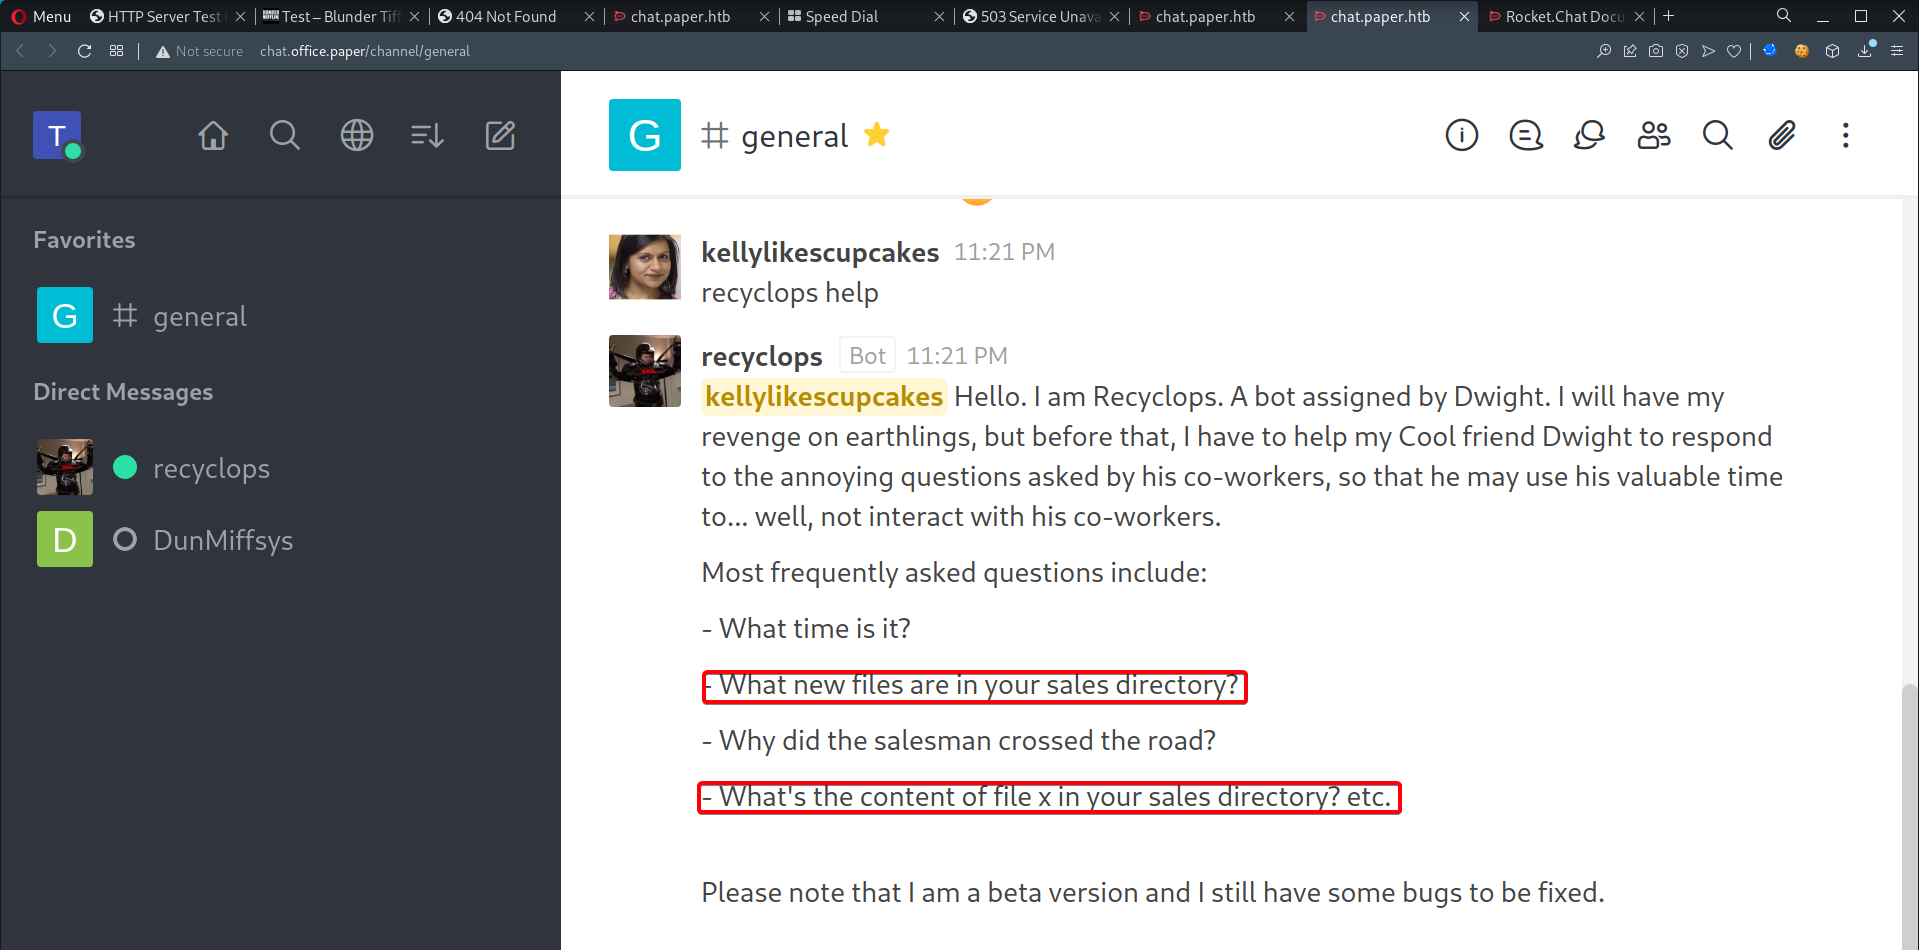 Menu
HTTP Server Test
Test – Blunder Tiff
404 Not Found
chat.paper.htb
Speed Dial
503 Service Unava
chat.paper.htb
chat.paper.htb
Rocket.Chat Docu
Not secure
chat.office.paper/channel/general
T
G
general
Favorites
G
general
Direct Messages
recyclops
D
DunMiffsys
kellylikescupcakes 11:21 PM
recyclops help
recyclops Bot 11:21 PM
kellylikescupcakes Hello. I am Recyclops. A bot assigned by Dwight. I will have my
revenge on earthlings, but before that, I have to help my Cool friend Dwight to respond
to the annoying questions asked by his co-workers, so that he may use his valuable time
to... well, not interact with his co-workers.
Most frequently asked questions include:
- What time is it?
- What new files are in your sales directory?
- Why did the salesman crossed the road?
- What's the content of file x in your sales directory? etc.
Please note that I am a beta version and I still have some bugs to be fixed.